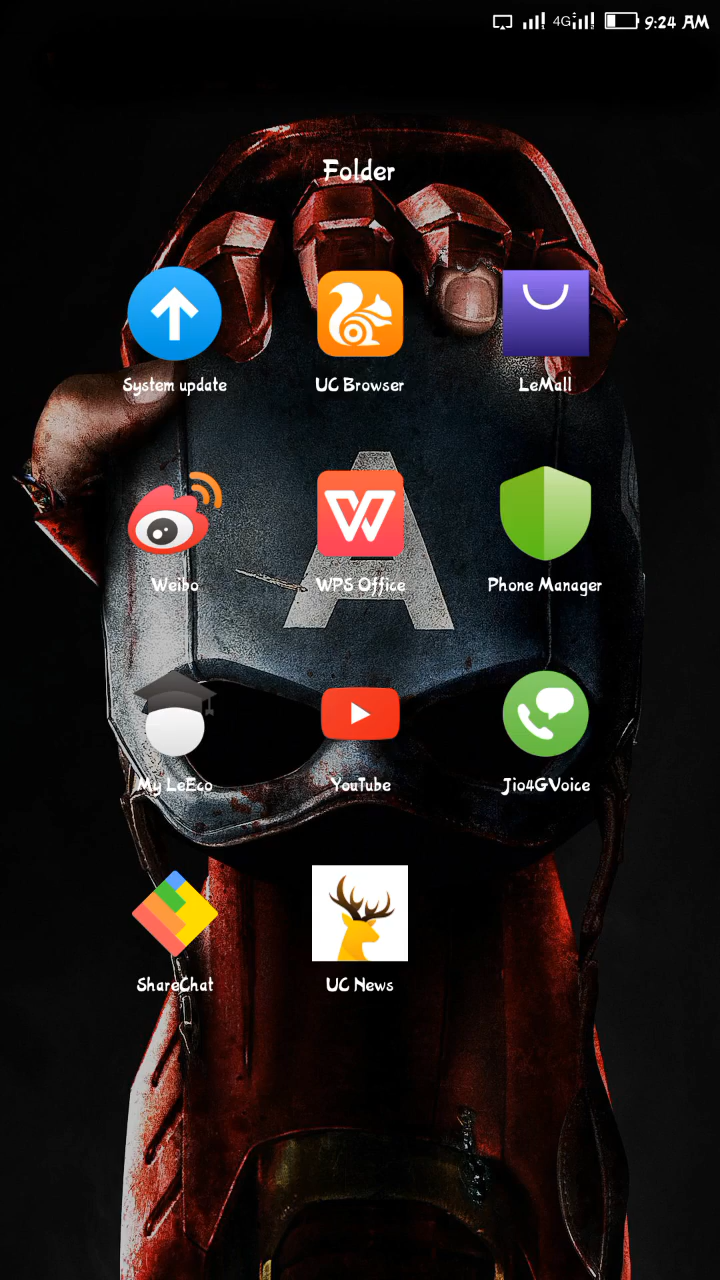 4G 9:24 AM
Folder
System update UC Browser LeMall
Weibo WPS Office Phone Manager
My LeEco YouTube Jio4GVoice
ShareChat UC News
A